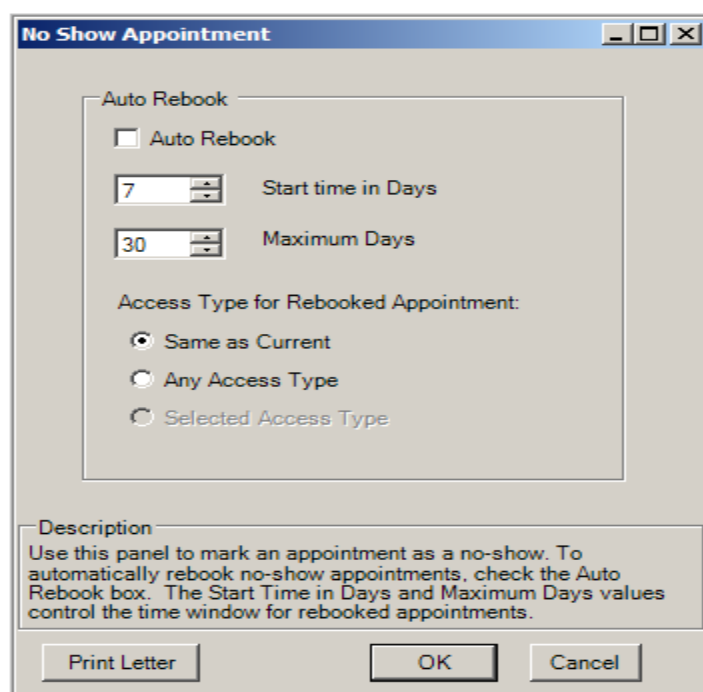 No Show Appointment
Auto Rebook
Auto Rebook
7 Start time in Days
30 Maximum Days
Access Type for Rebooked Appointment:
Same as Current
Any Access Type
Selected Access Type
Description
Use this panel to mark an appointment as a no-show. To
automatically rebook no-show appointments, check the Auto
Rebook box. The Start Time in Days and Maximum Days values
control the time window for rebooked appointments.
Print Letter OK Cancel